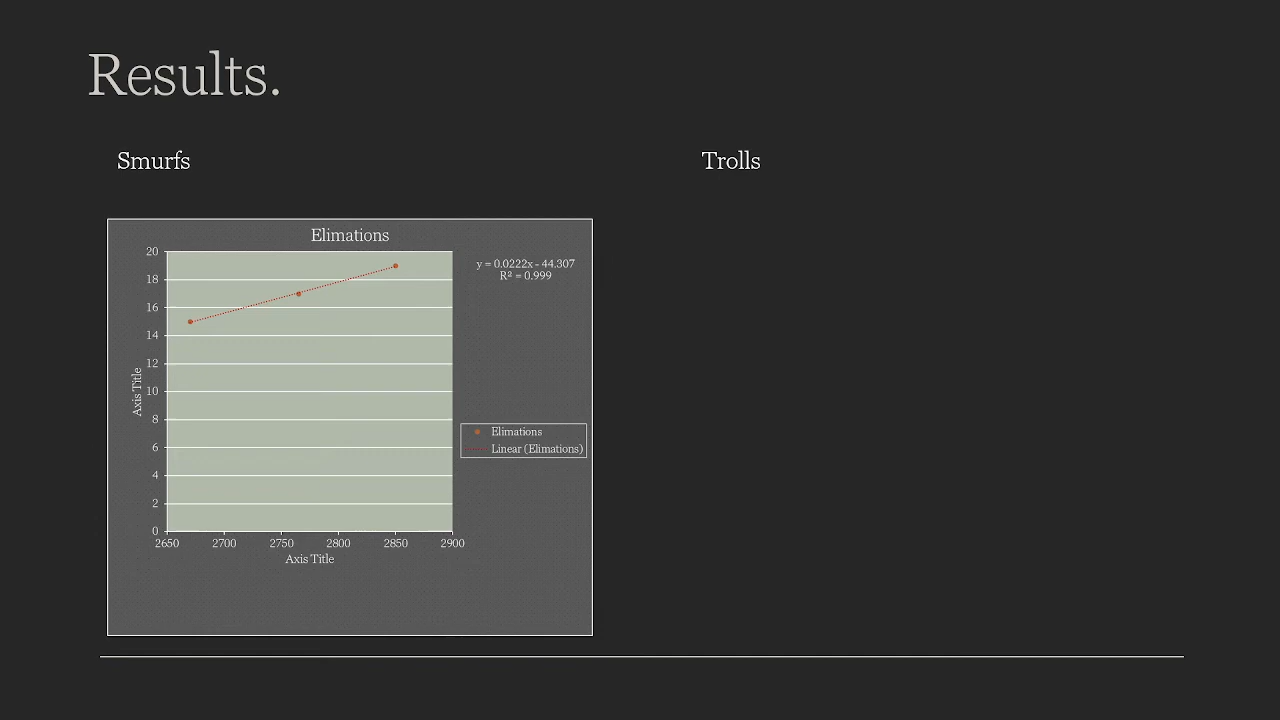 Results.
Smurfs
Trolls
Elimations
y = 0.0222x - 44.307
R² = 0.999
20
18
16
14
12
10
8
6
4
2
0
Axis Title
2650 2700 2750 2800 2850 2900
Axis Title
Elimations
Linear (Elimations)